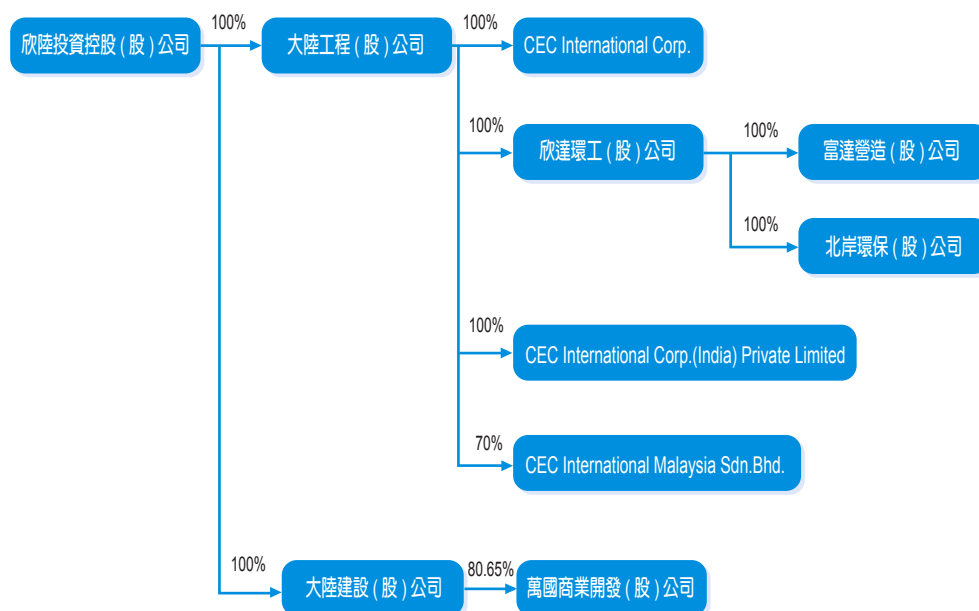 100%
100%
100%
欣陸投資控股 ( 股 ) 公司
大陸工程 ( 股 ) 公司
CEC International Corp.
100%
100%
欣達環工 ( 股 ) 公司
富達營造 ( 股 ) 公司
100%
北岸環保 ( 股 ) 公司
100%
CEC International Corp.(India) Private Limited
70%
CEC International Malaysia Sdn.Bhd.
100%
80.65%
大陸建設 ( 股 ) 公司
萬國商業開發 ( 股 ) 公司